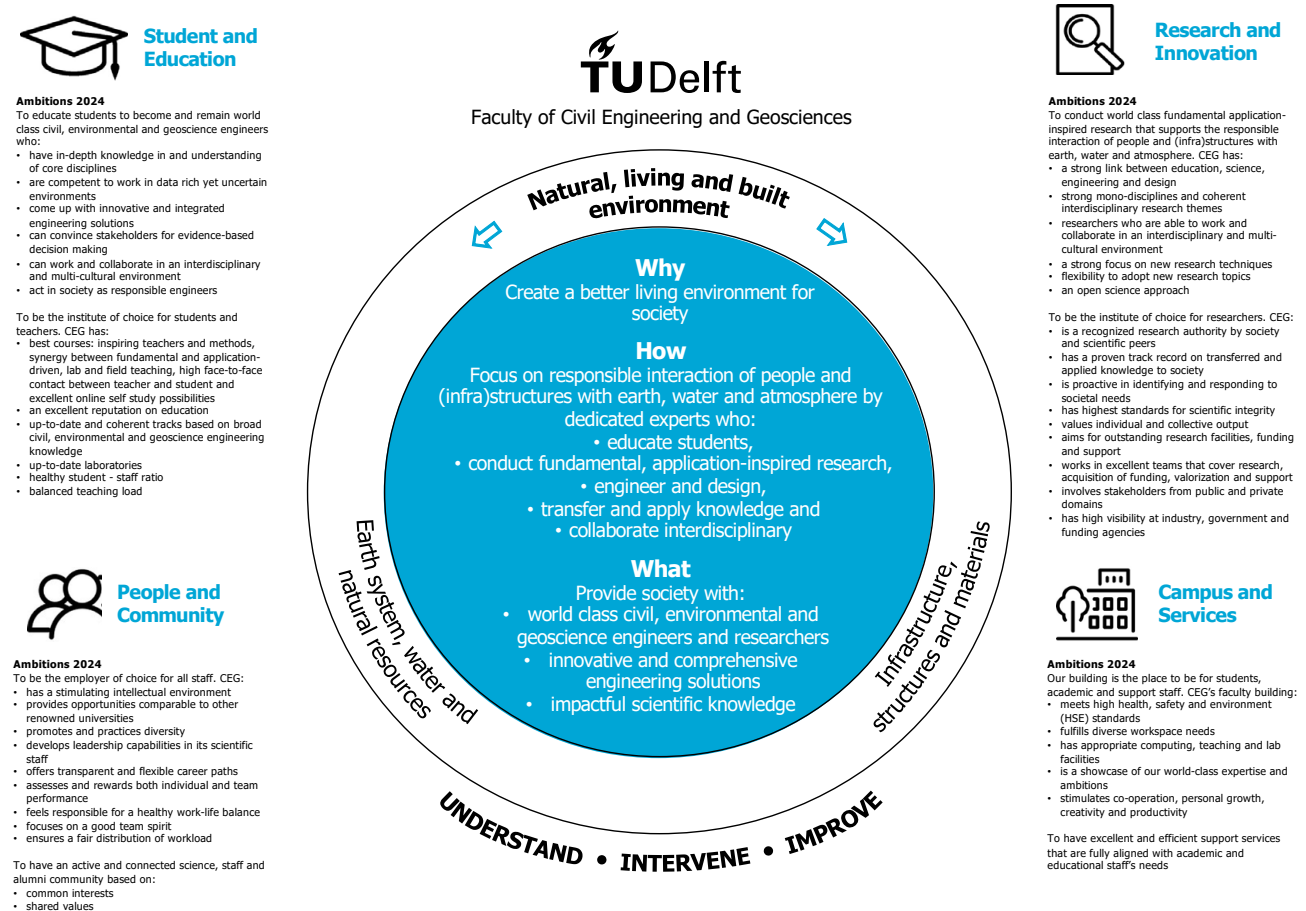 Student and
Education
Ambitions 2024
To educate students to become and remain world
class civil, environmental and geoscience engineers
who:
• have in-depth knowledge in and understanding
of core disciplines
• are competent to work in data rich yet uncertain
environments
• come up with innovative and integrated
engineering solutions
• can convince stakeholders for evidence-based
decision making
• can work and collaborate in an interdisciplinary
and multi-cultural environment
• act in society as responsible engineers
To be the institute of choice for students and
teachers. CEG has:
• best courses: inspiring teachers and methods,
synergy between fundamental and application-
driven, lab and field teaching, high face-to-face
contact between teacher and student and
excellent online self study possibilities
• an excellent reputation on education
• up-to-date and coherent tracks based on broad
civil, environmental and geoscience engineering
knowledge
• up-to-date laboratories
• healthy student - staff ratio
• balanced teaching load
People and
Community
Ambitions 2024
To be the employer of choice for all staff. CEG:
• has a stimulating intellectual environment
• provides opportunities comparable to other
renowned universities
• promotes and practices diversity
• develops leadership capabilities in its scientific
staff
• offers transparent and flexible career paths
• assesses and rewards both individual and team
performance
• feels responsible for a healthy work-life balance
• focuses on a good team spirit
• ensures a fair distribution of workload
To have an active and connected science, staff and
alumni community based on:
• common interests
• shared values
TUDelft
Faculty of Civil Engineering and Geosciences
Natural, living and built
environment
Why
Create a better living environment for
society
How
Focus on responsible interaction of people and
(infra)structures with earth, water and atmosphere by
dedicated experts who:
• educate students,
• conduct fundamental, application-inspired research,
• engineer and design,
• transfer and apply knowledge and
• collaborate interdisciplinary
What
Provide society with:
• world class civil, environmental and
geoscience engineers and researchers
• innovative and comprehensive
engineering solutions
• impactful scientific knowledge
Earth system, water and
natural resources
Infrastructure,
structures and materials
UNDERSTAND • INTERVENE • IMPROVE
Research and
Innovation
Ambitions 2024
To conduct world class fundamental application-
inspired research that supports the responsible
interaction of people and (infra)structures with
earth, water and atmosphere. CEG has:
• a strong link between education, science,
engineering and design
• strong mono-disciplines and coherent
interdisciplinary research themes
• researchers who are able to work and
collaborate in an interdisciplinary and multi-
cultural environment
• a strong focus on new research techniques
• flexibility to adopt new research topics
• an open science approach
To be the institute of choice for researchers. CEG:
• is a recognized research authority by society
and scientific peers
• has a proven track record on transferred and
applied knowledge to society
• is proactive in identifying and responding to
societal needs
• has highest standards for scientific integrity
• values individual and collective output
• aims for outstanding research facilities, funding
and support
• works in excellent teams that cover research,
acquisition of funding, valorization and support
• involves stakeholders from public and private
domains
• has high visibility at industry, government and
funding agencies
Campus and
Services
Ambitions 2024
Our building is the place to be for students,
academic and support staff. CEG's faculty building:
• meets high health, safety and environment
(HSE) standards
• fulfills diverse workspace needs
• has appropriate computing, teaching and lab
facilities
• is a showcase of our world-class expertise and
ambitions
• stimulates co-operation, personal growth,
creativity and productivity
To have excellent and efficient support services
that are fully aligned with academic and
educational staff's needs